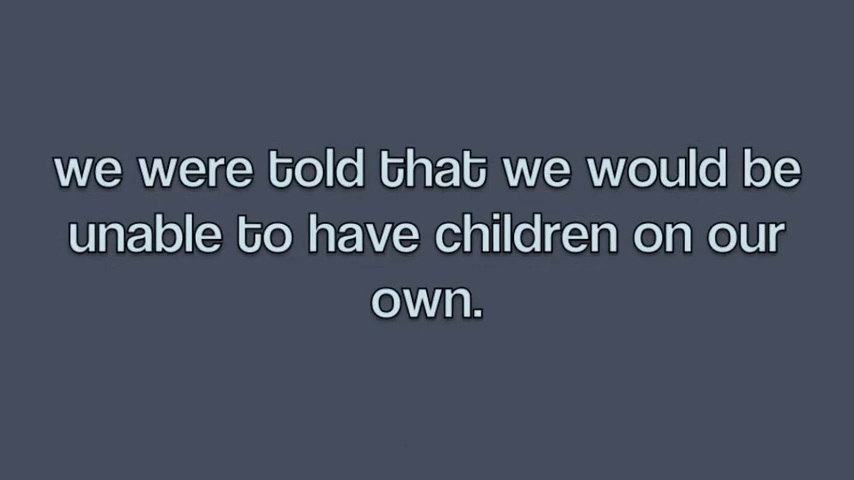 we were told that we would be
unable to have children on our
own.